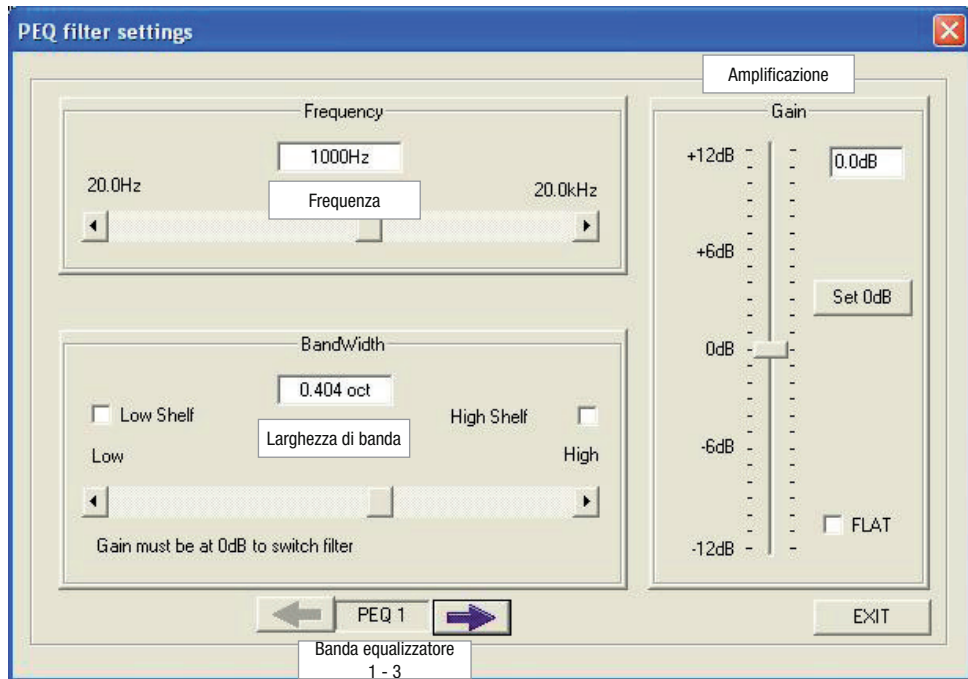 PEQ filter settings
Amplificazione
Frequency
1000Hz
20.0Hz
20.0kHz
Frequenza
BandWidth
0.404 oct
Low Shelf
High Shelf
Larghezza di banda
Low
High
Gain must be at 0dB to switch filter
Gain
+12dB
0.0dB
+6dB
Set 0dB
0dB
-6dB
FLAT
-12dB
PEQ 1
EXIT
Banda equalizzatore
1 - 3